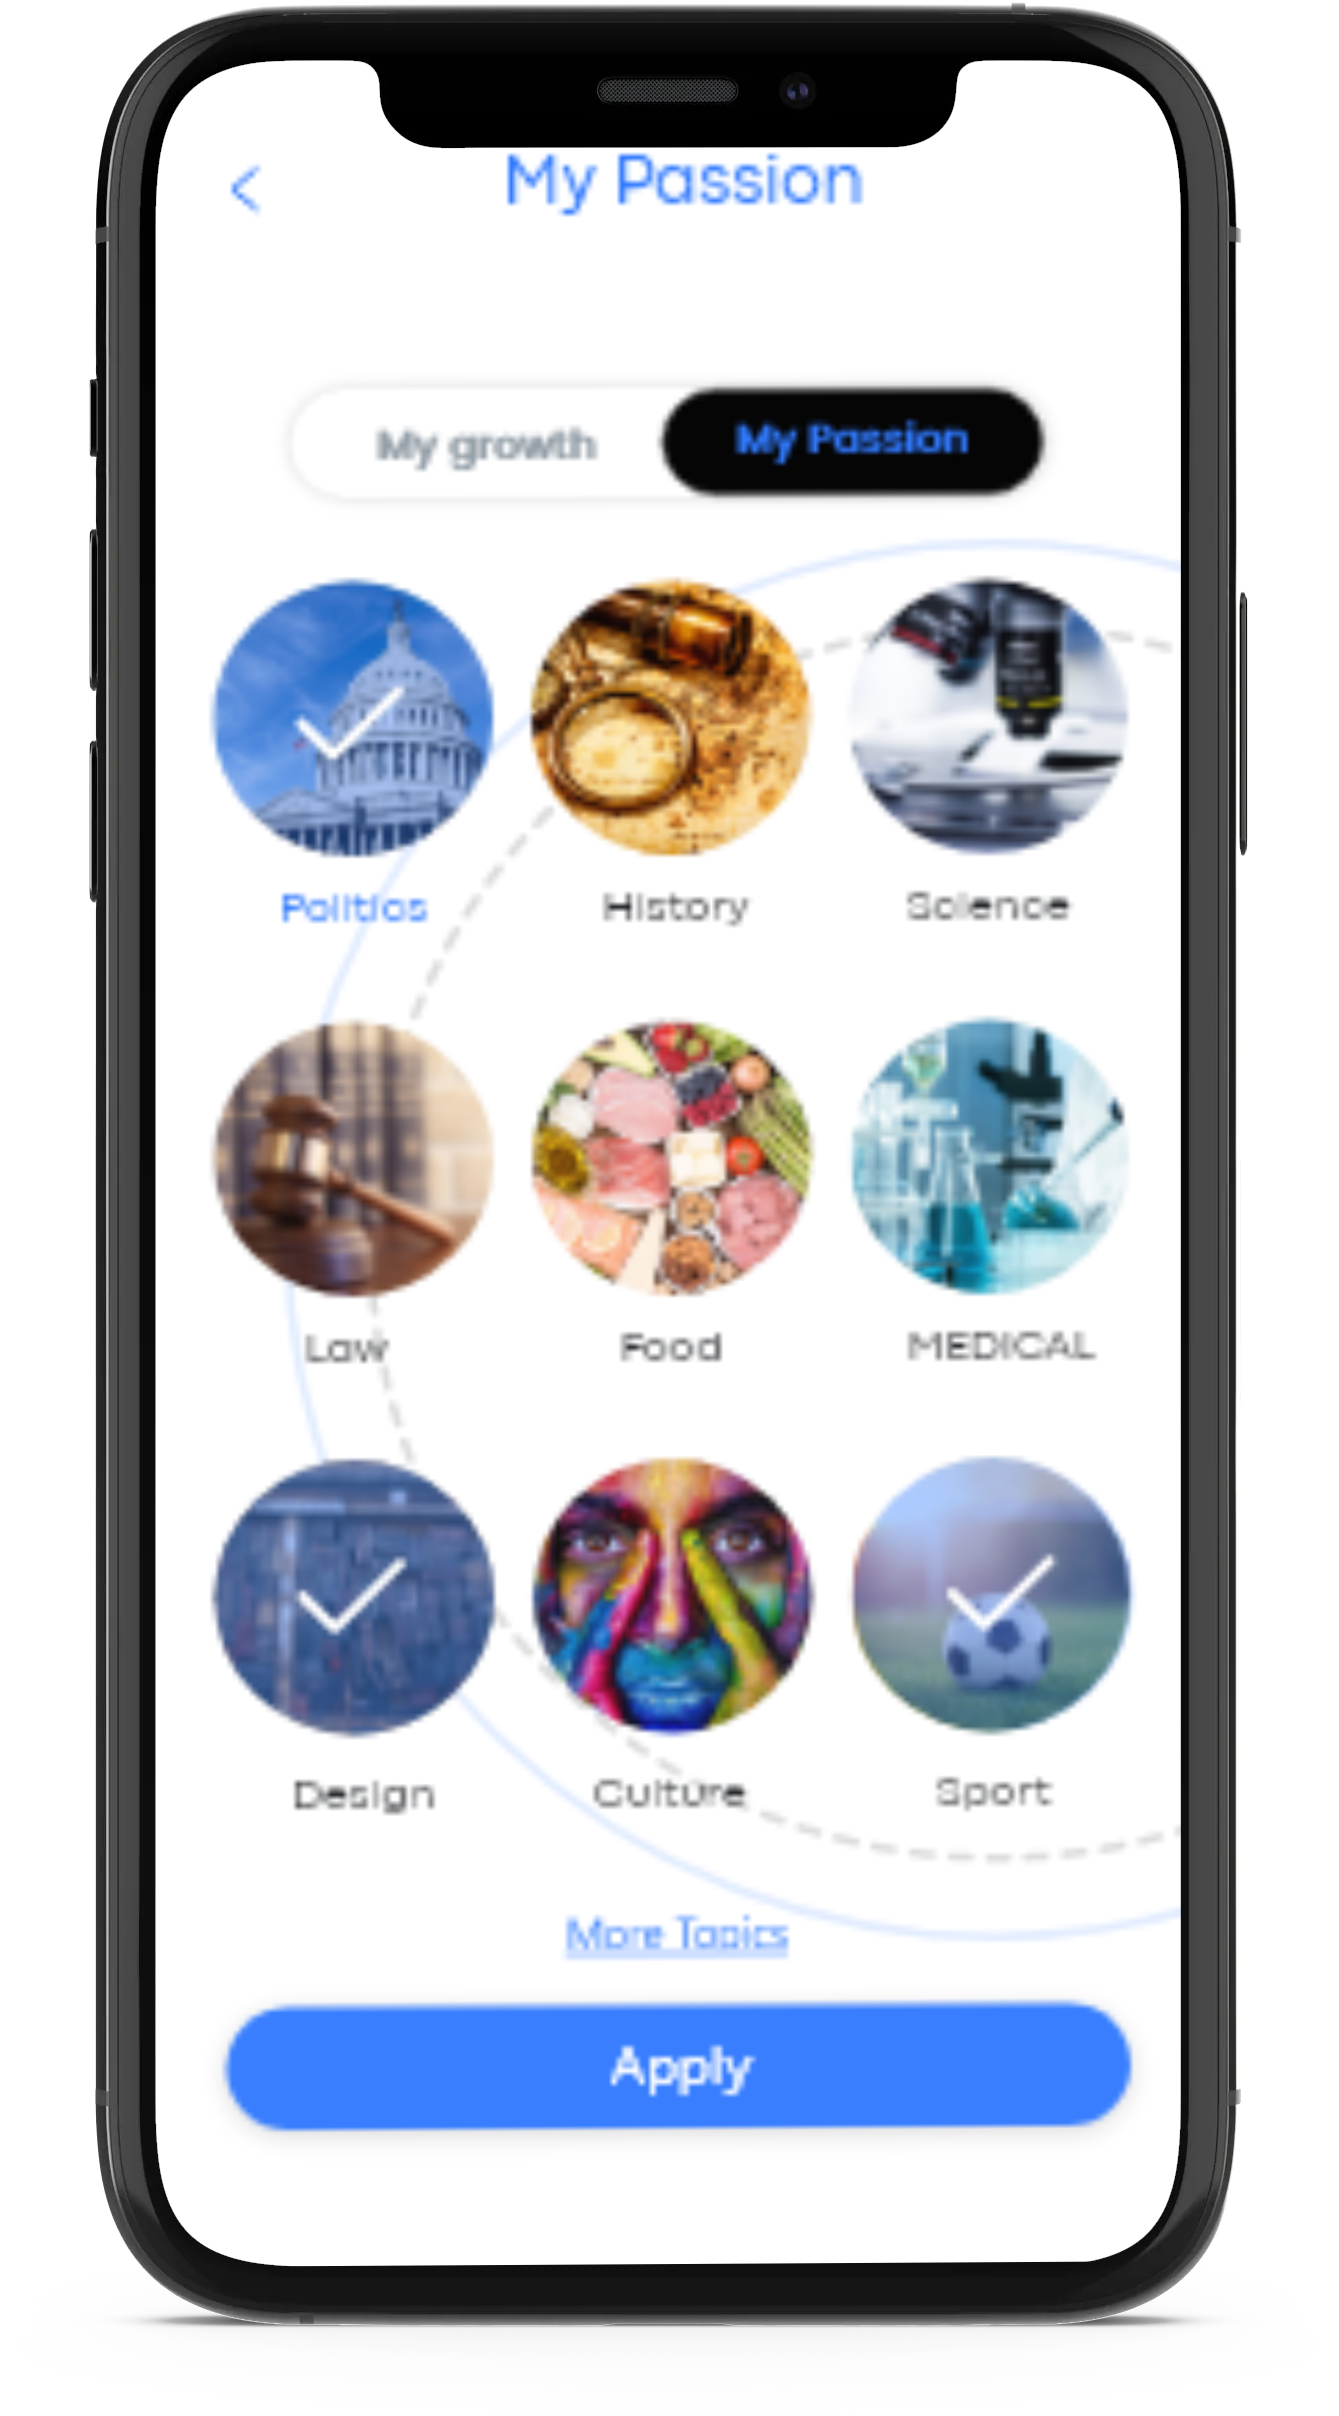 My Passion
My growth
My Passion
Politics
History
Science
Law
Food
MEDICAL
Design
Culture
Sport
More Topics
Apply